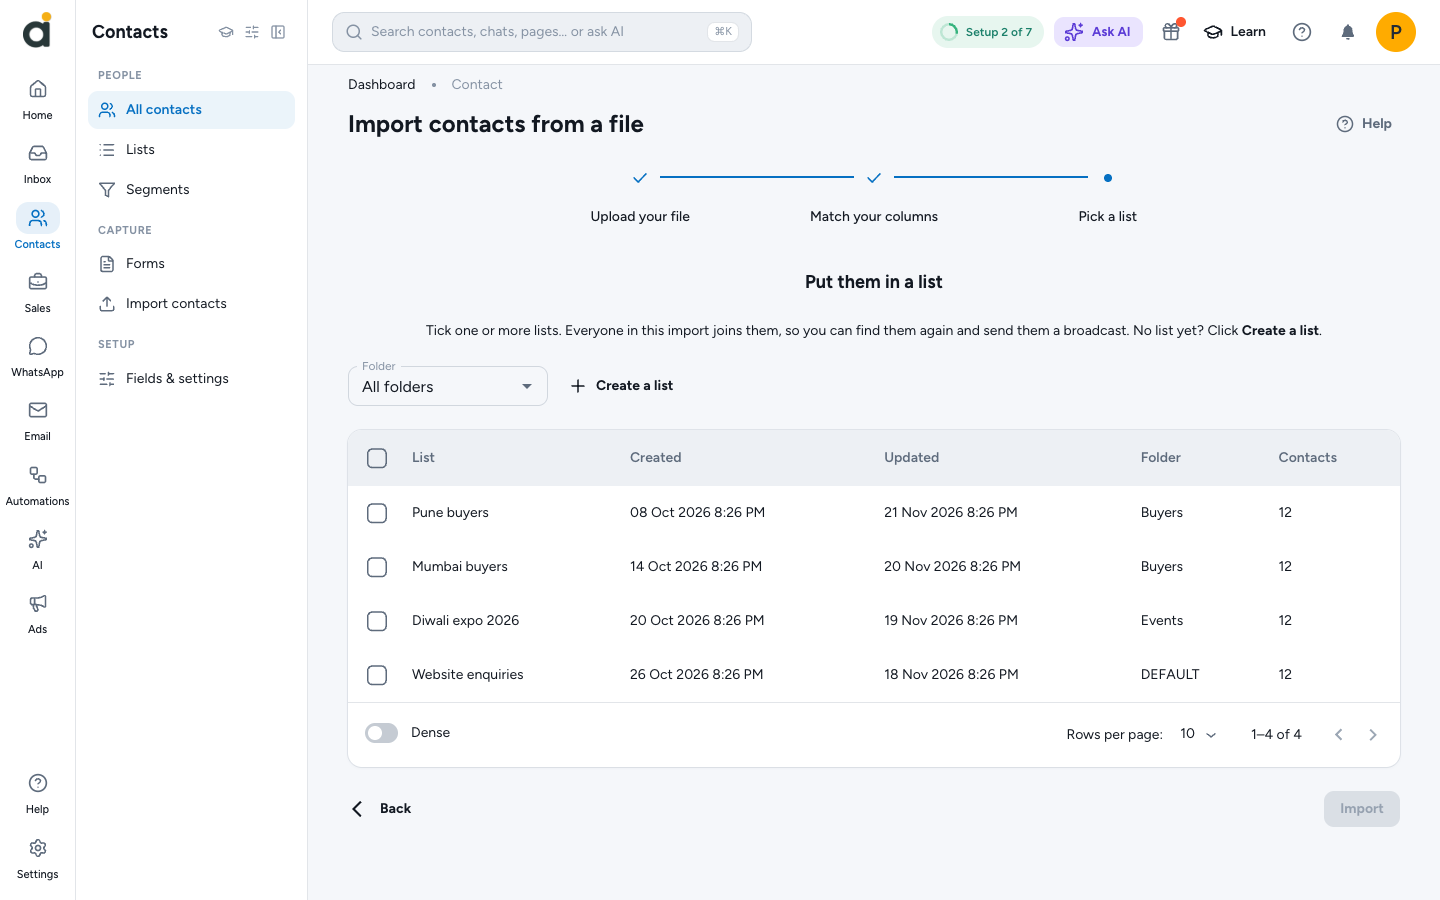 Contacts
Search contacts, chats, pages... or ask AI
⌘K
Setup 2 of 7
Ask AI
Learn
P
Home
Inbox
Contacts
Sales
WhatsApp
Email
Automations
AI
Ads
Help
Settings
PEOPLE
All contacts
Lists
Segments
CAPTURE
Forms
Import contacts
SETUP
Fields & settings
Dashboard • Contact
Import contacts from a file
Help
Upload your file
Match your columns
Pick a list
Put them in a list
Tick one or more lists. Everyone in this import joins them, so you can find them again and send them a broadcast. No list yet? Click Create a list.
Folder
All folders
Create a list
List Created Updated Folder Contacts
Pune buyers 08 Oct 2026 8:26 PM 21 Nov 2026 8:26 PM Buyers 12
Mumbai buyers 14 Oct 2026 8:26 PM 20 Nov 2026 8:26 PM Buyers 12
Diwali expo 2026 20 Oct 2026 8:26 PM 19 Nov 2026 8:26 PM Events 12
Website enquiries 26 Oct 2026 8:26 PM 18 Nov 2026 8:26 PM DEFAULT 12
Dense
Rows per page: 10 1–4 of 4
Back
Import